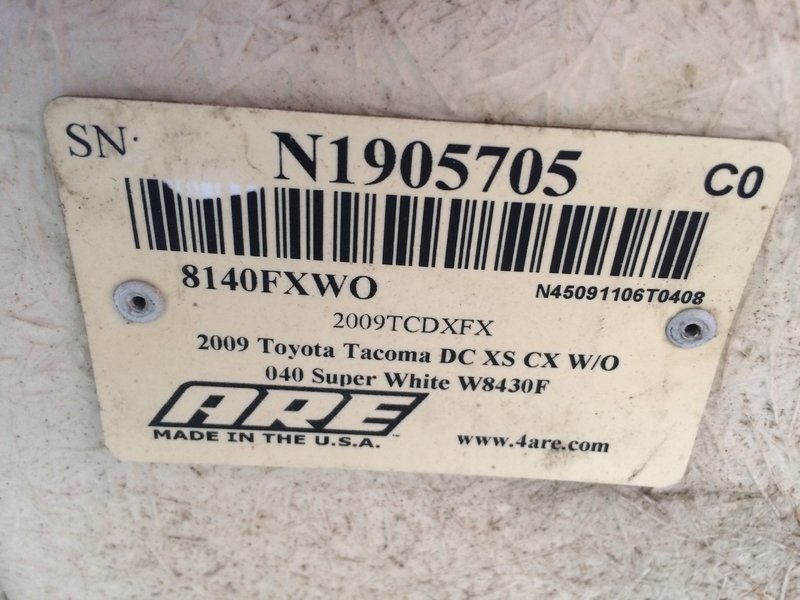 SN: N1905705 C0
8140FXWO N45091106T0408
2009TCDXFX
2009 Toyota Tacoma DC XS CX W/O
040 Super White W8430F
ARE™
MADE IN THE U.S.A. www.4are.com